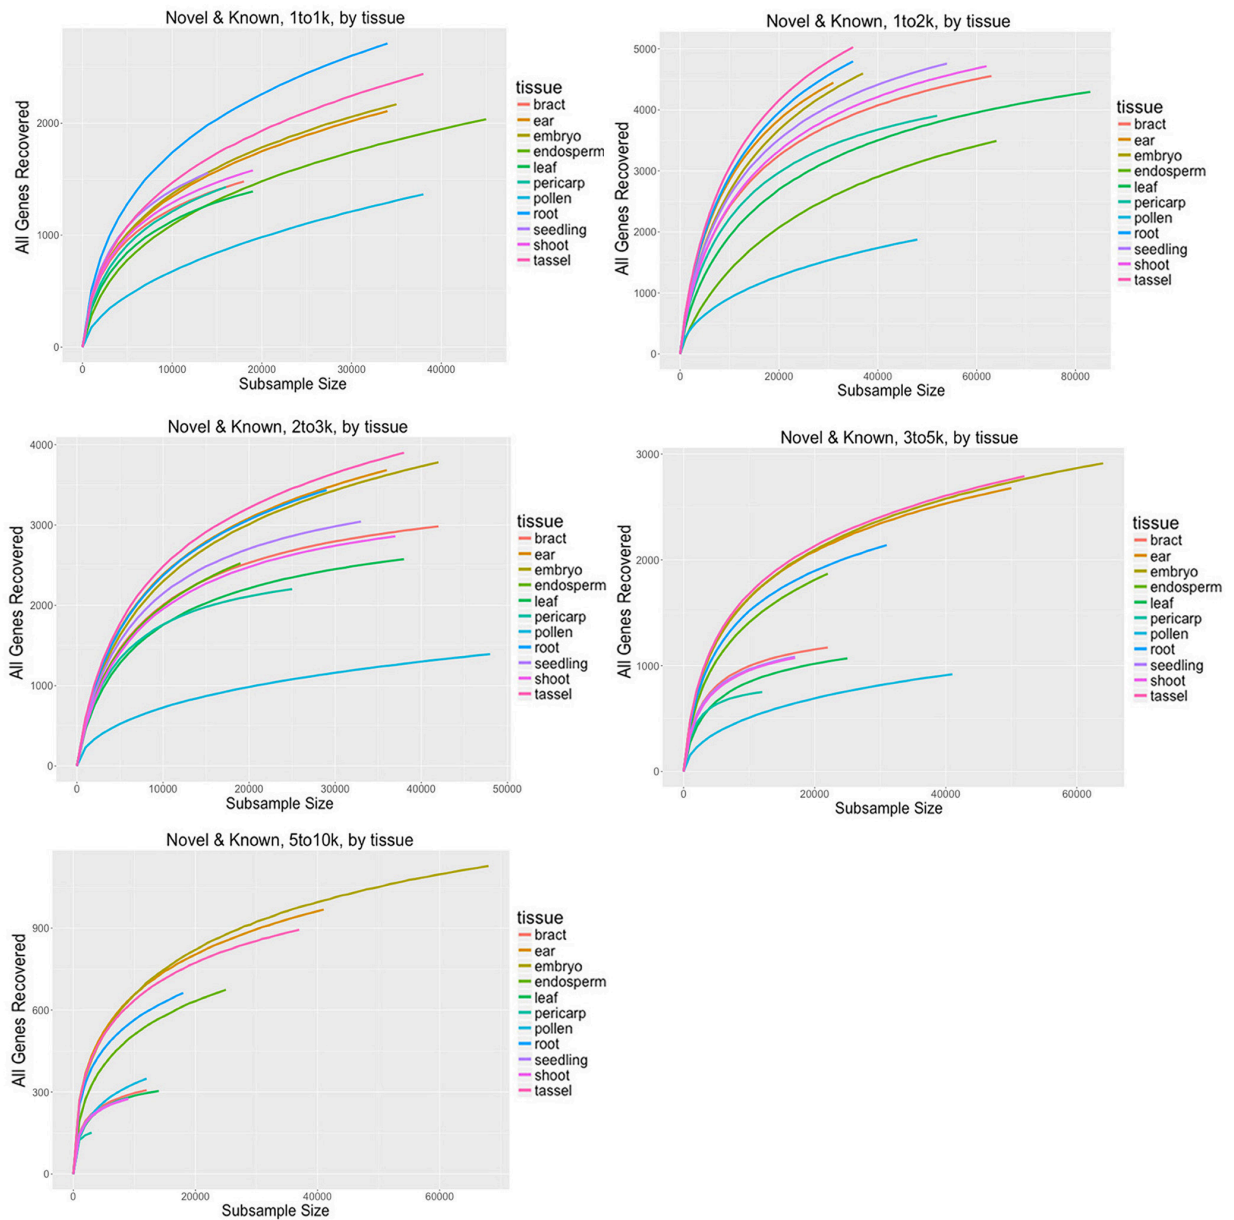 Novel & Known, 1to1k, by tissue
All Genes Recovered
2000
1000
0
0 10000 20000 30000 40000
Subsample Size
tissue
bract
ear
embryo
endosperm
leaf
pericarp
pollen
root
seedling
shoot
tassel
Novel & Known, 1to2k, by tissue
All Genes Recovered
5000
4000
3000
2000
1000
0
0 20000 40000 60000 80000
Subsample Size
tissue
bract
ear
embryo
endosperm
leaf
pericarp
pollen
root
seedling
shoot
tassel
Novel & Known, 2to3k, by tissue
All Genes Recovered
4000
3000
2000
1000
0
0 10000 20000 30000 40000 50000
Subsample Size
tissue
bract
ear
embryo
endosperm
leaf
pericarp
pollen
root
seedling
shoot
tassel
Novel & Known, 3to5k, by tissue
All Genes Recovered
3000
2000
1000
0
0 20000 40000 60000
Subsample Size
tissue
bract
ear
embryo
endosperm
leaf
pericarp
pollen
root
seedling
shoot
tassel
Novel & Known, 5to10k, by tissue
All Genes Recovered
900
600
300
0
0 20000 40000 60000
Subsample Size
tissue
bract
ear
embryo
endosperm
leaf
pericarp
pollen
root
seedling
shoot
tassel